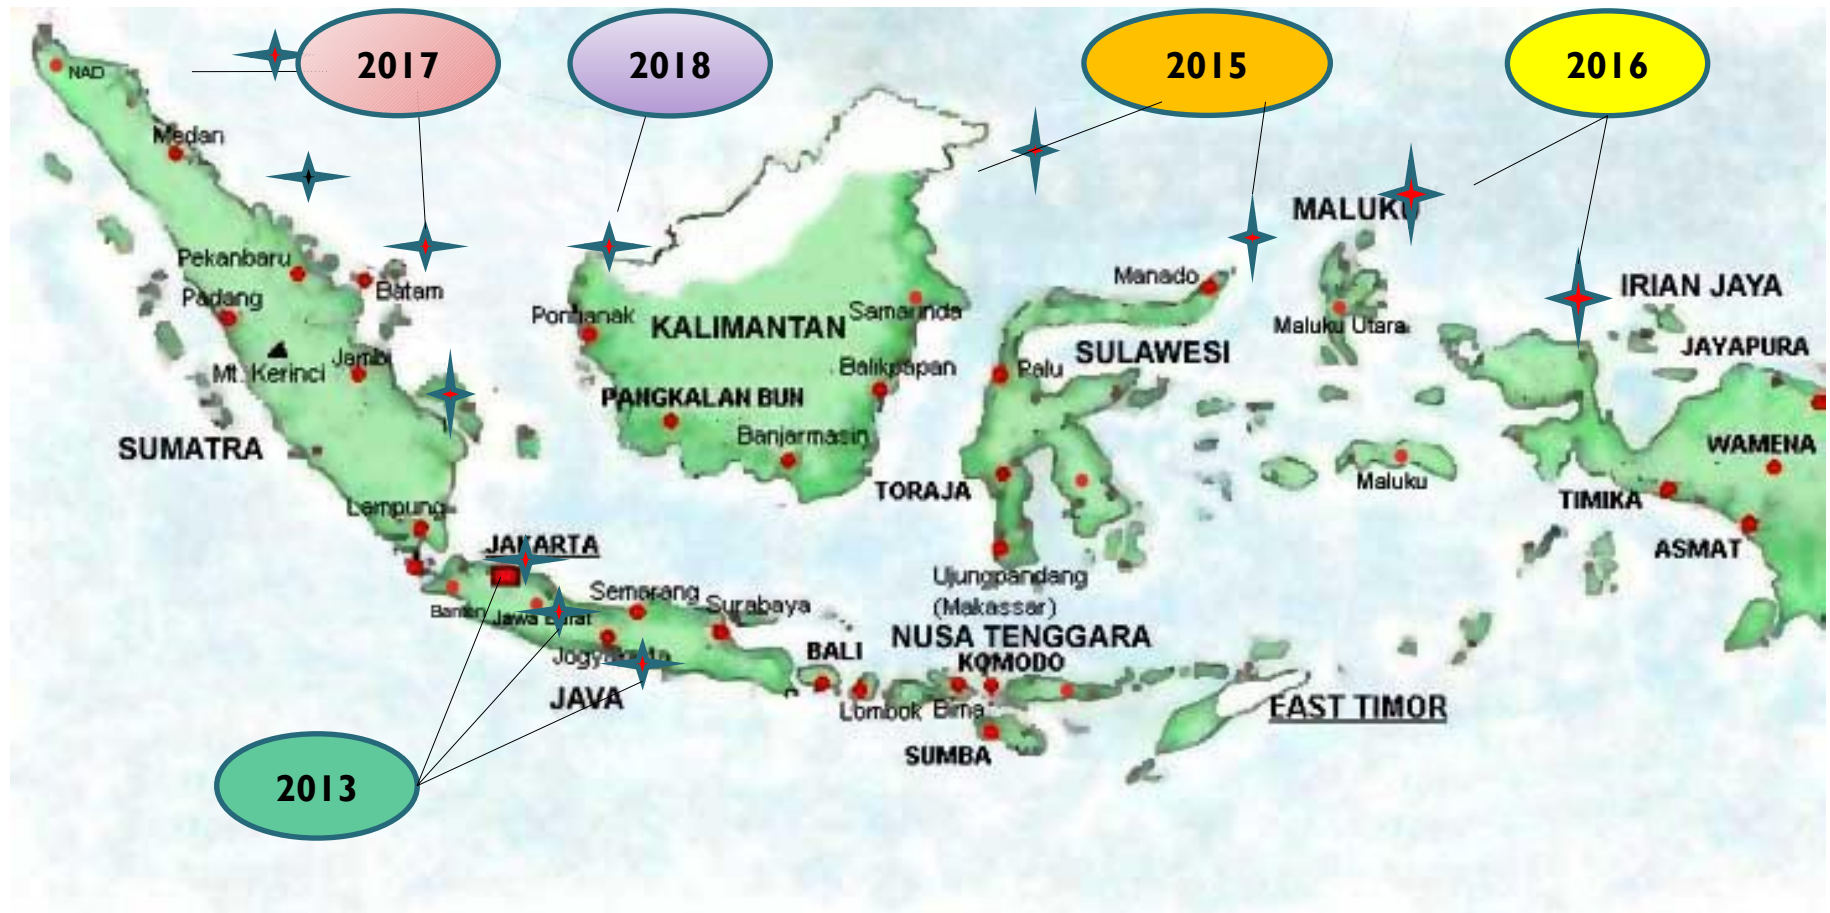 2017
2018
2015
2016
NAD
Medan
Pekanbaru
Padang
Batam
Mt. Kerinci
Jambi
SUMATRA
Lampung
Pontianak
KALIMANTAN
Samarinda
Balikpapan
PANGKALAN BUN
Banjarmasin
Manado
SULAWESI
Palu
TORAJA
Ujungpandang
(Makassar)
MALUKU
Maluku Utara
Maluku
IRIAN JAYA
JAYAPURA
WAMENA
TIMIKA
ASMAT
JAKARTA
Banten
Jawa Barat
Semarang
Surabaya
Jogyakarta
JAVA
BALI
NUSA TENGGARA
KOMODO
Lombok
Bima
SUMBA
EAST TIMOR
2013